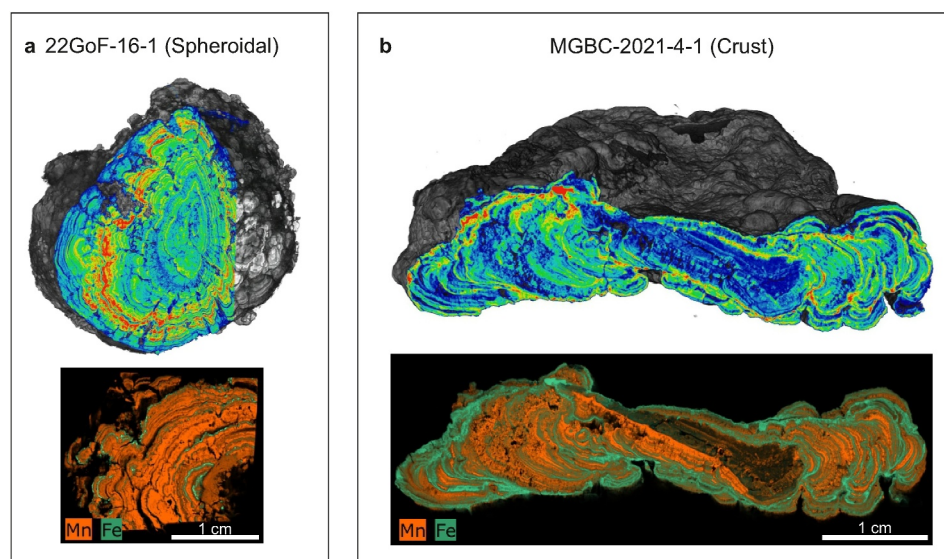 a 22GoF-16-1 (Spheroidal)
Mn Fe
1 cm
b MGBC-2021-4-1 (Crust)
Mn Fe
1 cm